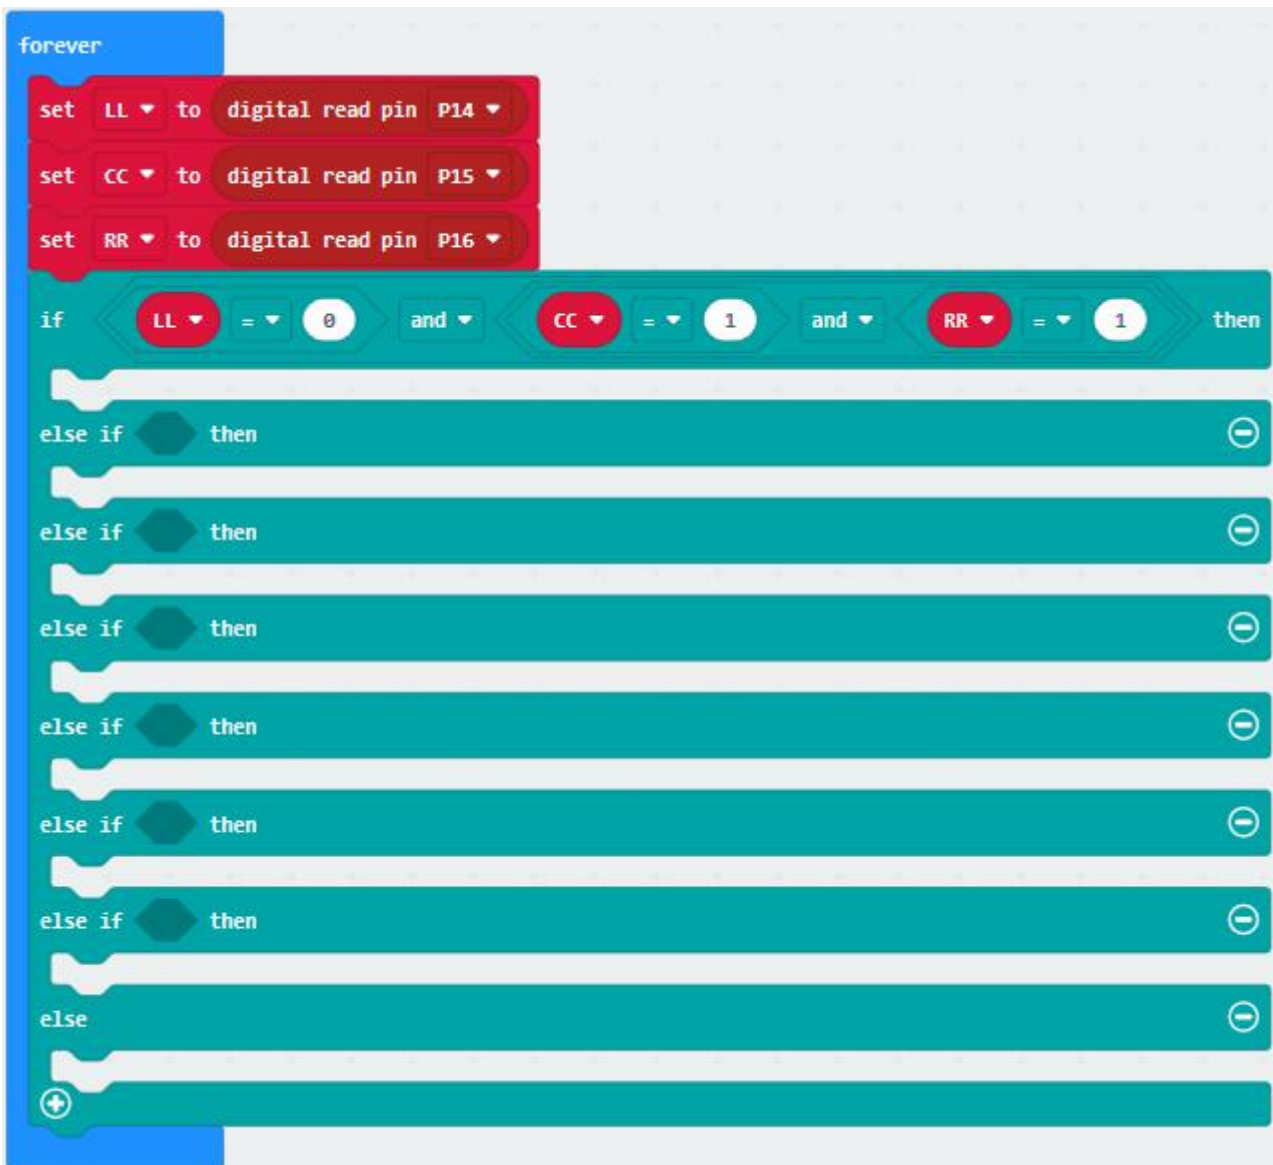 forever
set LL to digital read pin P14
set CC to digital read pin P15
set RR to digital read pin P16
if LL = 0 and CC = 1 and RR = 1 then
else if then
else if then
else if then
else if then
else if then
else if then
else